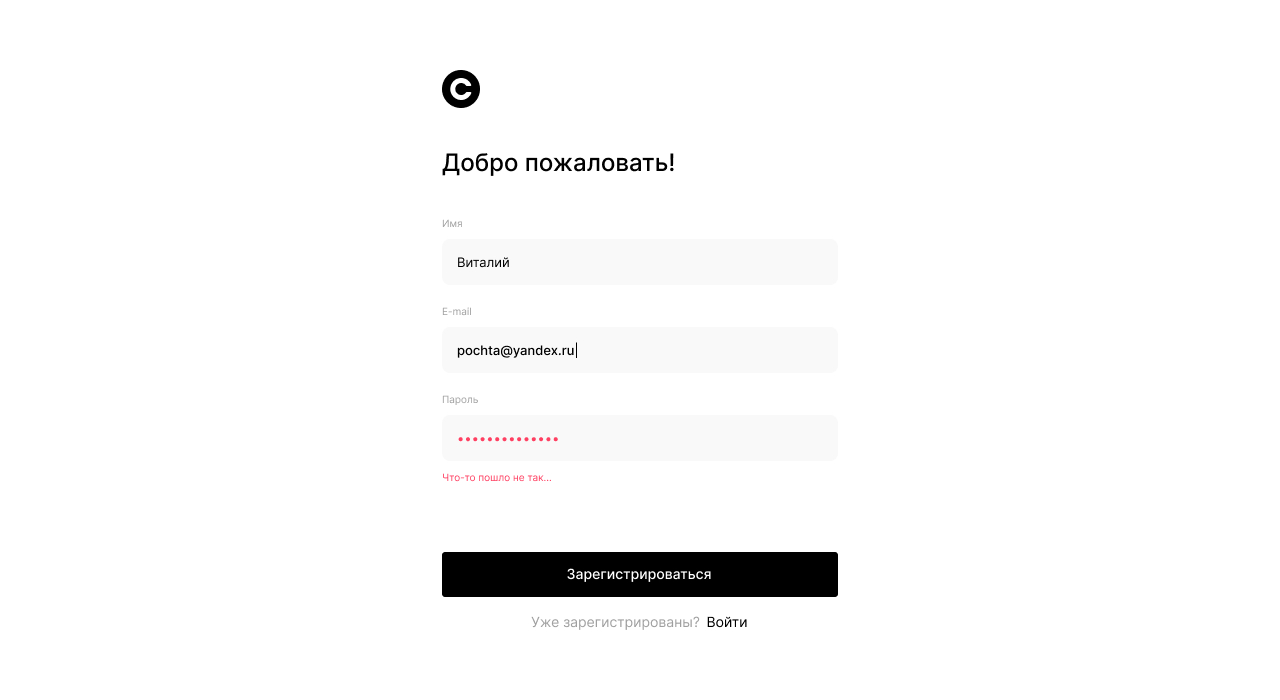 C
Добро пожаловать!
Имя
Виталий
E-mail
pochta@yandex.ru
Пароль
••••••••••••••
Что-то пошло не так...
Зарегистрироваться
Уже зарегистрированы? Войти